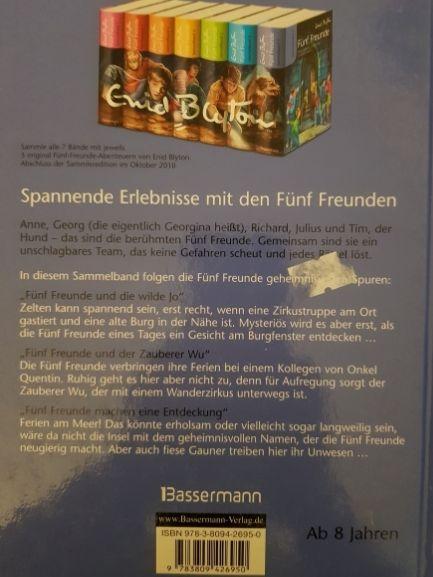 Enid Blyton
Fünf Freunde
Sammle alle 7 Bände mit jeweils
3 original Fünf-Freunde-Abenteuern von Enid Blyton.
Abschluss der Sammleredition im Oktober 2010
Spannende Erlebnisse mit den Fünf Freunden
Anne, Georg (die eigentlich Georgina heißt), Richard, Julius und Tim, der
Hund – das sind die berühmten Fünf Freunde. Gemeinsam sind sie ein
unschlagbares Team, das keine Gefahren scheut und jedes löst.
In diesem Sammelband folgen die Fünf Freunde Spuren:
„Fünf Freunde und die wilde Jo“
Zelten kann spannend sein, erst recht, wenn eine Zirkustruppe am Ort
gastiert und eine alte Burg in der Nähe ist. Mysteriös wird es aber erst, als
die Fünf Freunde eines Tages ein Gesicht am Burgfenster entdecken ...
„Fünf Freunde und der Zauberer Wu“
Die Fünf Freunde verbringen ihre Ferien bei einem Kollegen von Onkel
Quentin. Ruhig geht es hier aber nicht zu, denn für Aufregung sorgt der
Zauberer Wu, der mit einem Wanderzirkus unterwegs ist.
„Fünf Freunde machen eine Entdeckung“
Ferien am Meer! Das könnte erholsam oder vielleicht sogar langweilig sein,
wäre da nicht die Insel mit dem geheimnisvollen Namen, der die Fünf Freunde
neugierig macht. Aber auch fiese Gauner treiben hier ihr Unwesen ...
Bassermann
www.Bassermann-Verlag.de
ISBN 978-3-8094-2695-0
9 783809 426950
Ab 8 Jahren